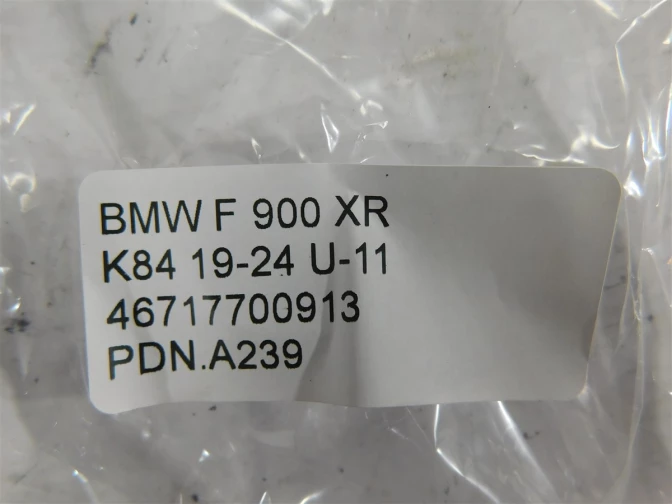 BMW F 900 XR
K84 19-24 U-11
46717700913
PDN.A239